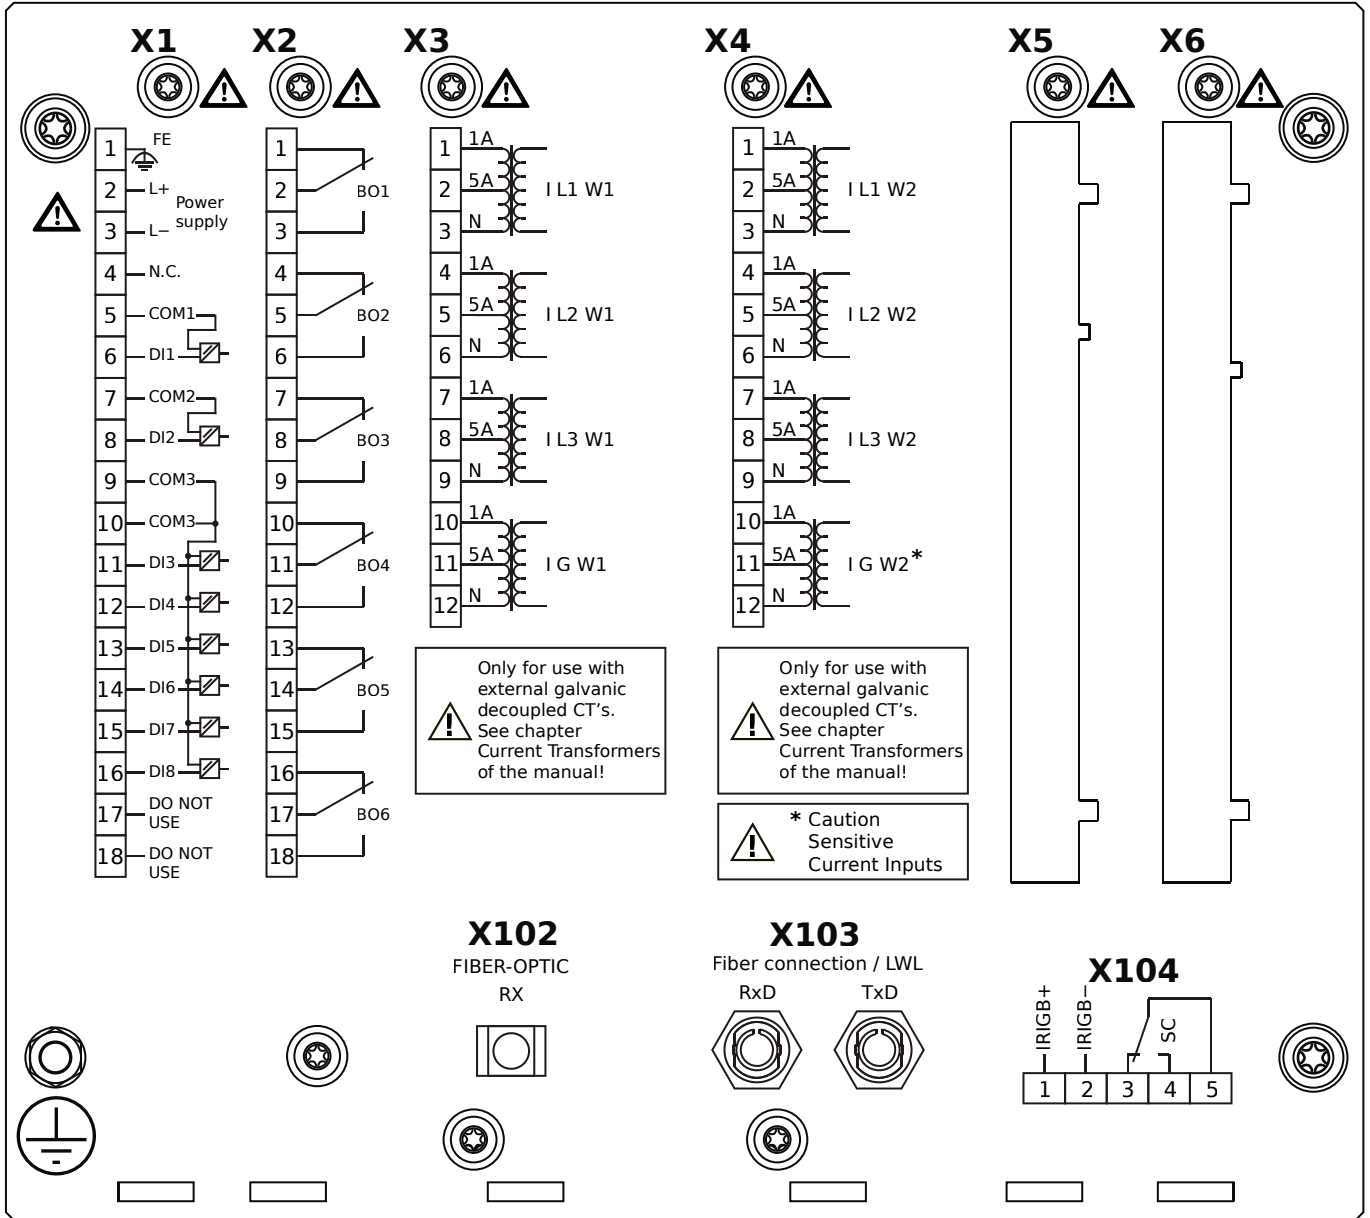 X1
X2
X3
X4
X5
X6
1 FE
2 L+
Power
supply
3 L−
4 N.C.
5 COM1
6 DI1
7 COM2
8 DI2
9 COM3
10 COM3
11 DI3
12 DI4
13 DI5
14 DI6
15 DI7
16 DI8
17 DO NOT
USE
18 DO NOT
USE
1
2 BO1
3
4
5 BO2
6
7
8 BO3
9
10
11 BO4
12
13
14 BO5
15
16
17 BO6
18
1 1A
2 5A I L1 W1
3 N
4 1A
5 5A I L2 W1
6 N
7 1A
8 5A I L3 W1
9 N
10 1A
11 5A I G W1
12 N
Only for use with
external galvanic
decoupled CT's.
See chapter
Current Transformers
of the manual!
1 1A
2 5A I L1 W2
3 N
4 1A
5 5A I L2 W2
6 N
7 1A
8 5A I L3 W2
9 N
10 1A
11 5A I G W2*
12 N
Only for use with
external galvanic
decoupled CT's.
See chapter
Current Transformers
of the manual!
* Caution
Sensitive
Current Inputs
X102
FIBER-OPTIC
RX
X103
Fiber connection / LWL
RxD TxD
X104
IRIGB+
IRIGB−
SC
1 2 3 4 5